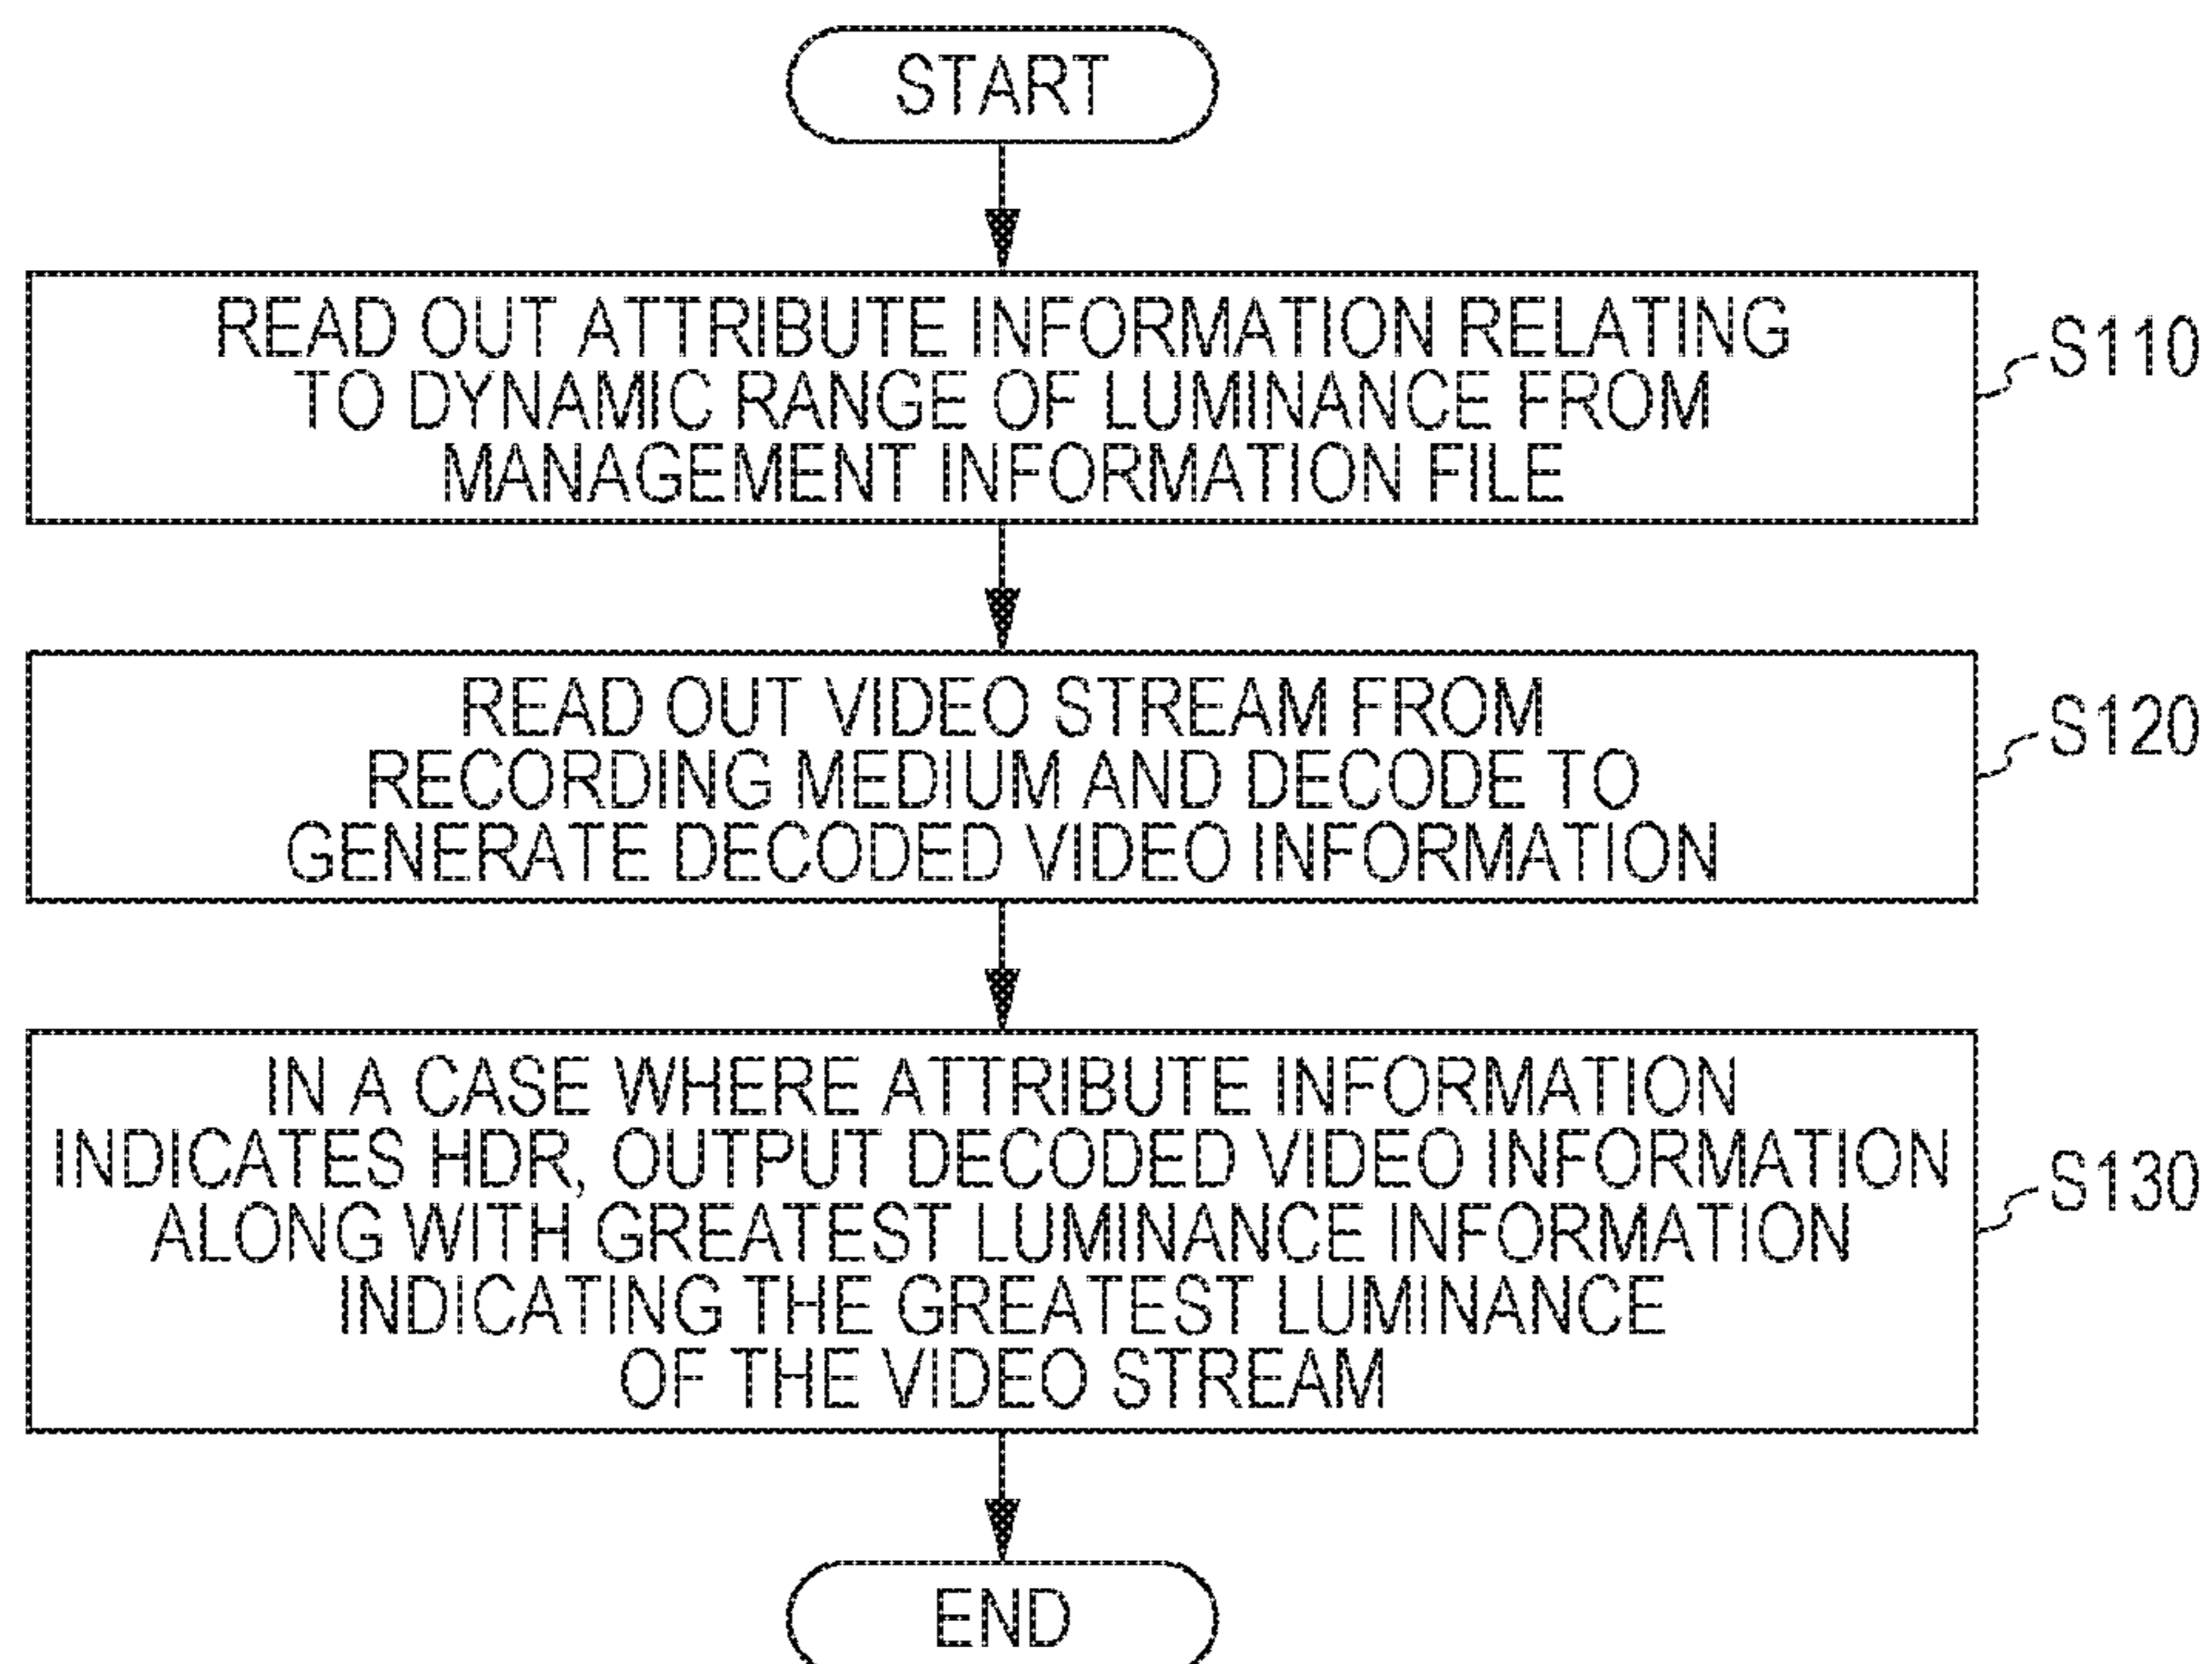 START
READ OUT ATTRIBUTE INFORMATION RELATING
TO DYNAMIC RANGE OF LUMINANCE FROM
MANAGEMENT INFORMATION FILE
S110
READ OUT VIDEO STREAM FROM
RECORDING MEDIUM AND DECODE TO
GENERATE DECODED VIDEO INFORMATION
S120
IN A CASE WHERE ATTRIBUTE INFORMATION
INDICATES HDR, OUTPUT DECODED VIDEO INFORMATION
ALONG WITH GREATEST LUMINANCE INFORMATION
INDICATING THE GREATEST LUMINANCE
OF THE VIDEO STREAM
S130
END